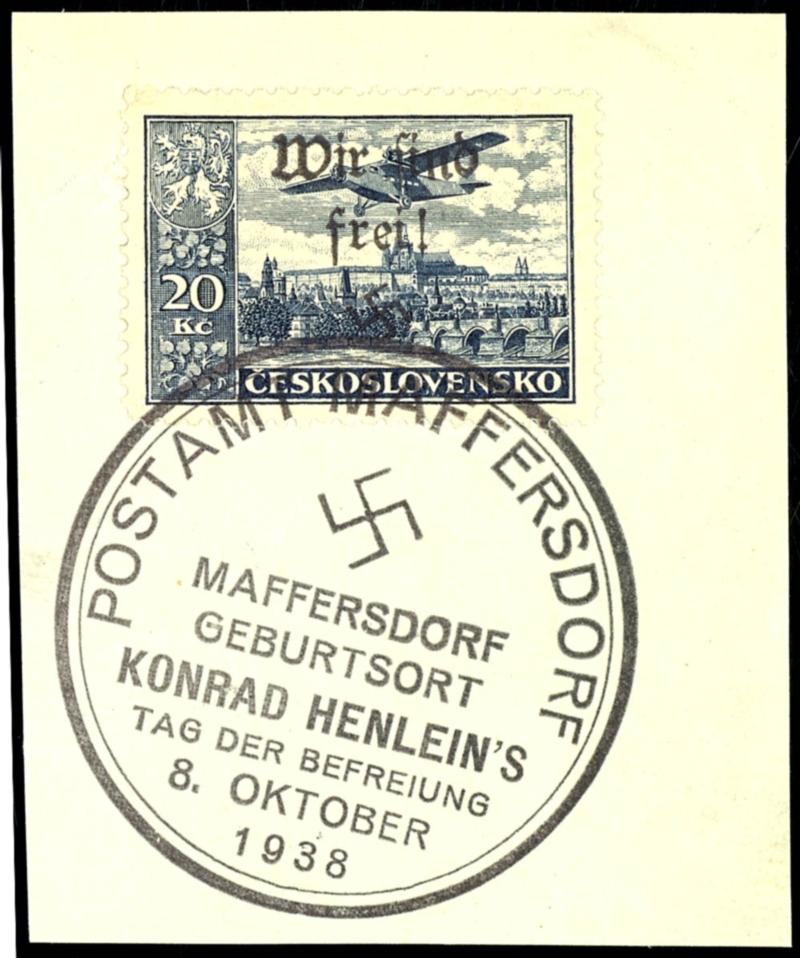 Wir sind
frei!
20
Kč
ČESKOSLOVENSKO
POSTAMT MAFFERSDORF
MAFFERSDORF
GEBURTSORT
KONRAD HENLEIN'S
TAG DER BEFREIUNG
8. OKTOBER
1938